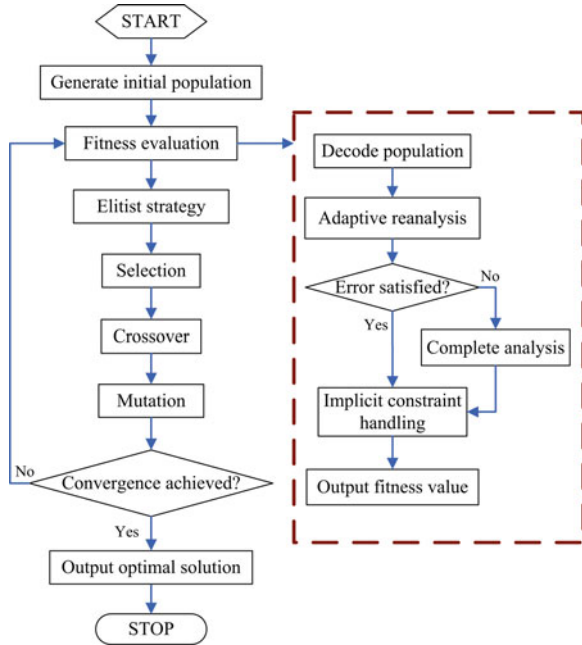 START
Generate initial population
Fitness evaluation
Elitist strategy
Selection
Crossover
Mutation
No
Convergence achieved?
Yes
Output optimal solution
STOP
Decode population
Adaptive reanalysis
Error satisfied?
No
Yes
Complete analysis
Implicit constraint
handling
Output fitness value